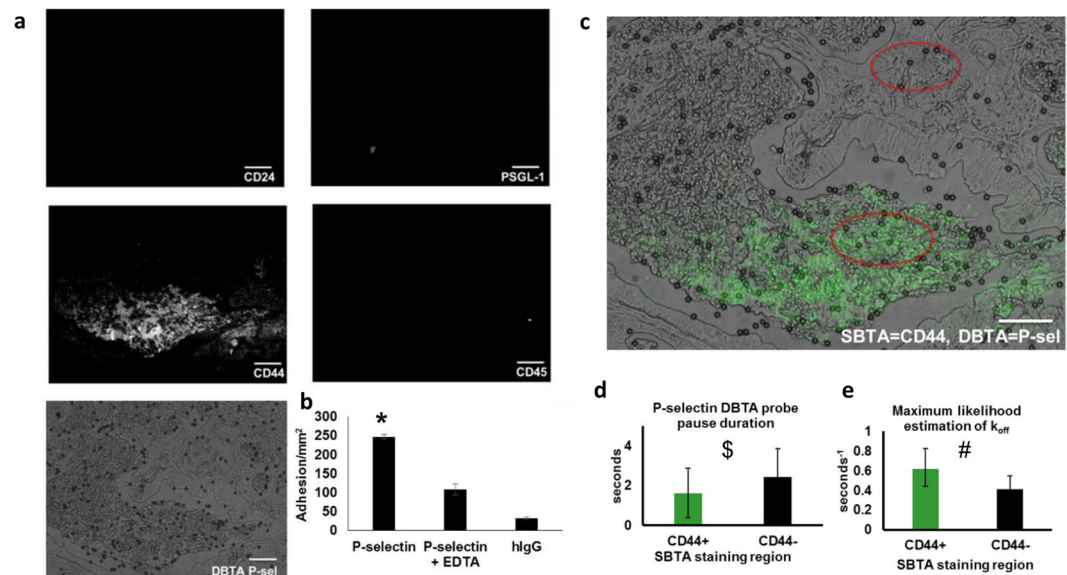 a
CD24
PSGL-1
CD44
CD45
DBTA P-sel
b
Adhesion/mm²
300
250
200
150
100
50
0
*
P-selectin
P-selectin
+ EDTA
hIgG
c
SBTA=CD44, DBTA=P-sel
d
P-selectin DBTA probe
pause duration
seconds
4
2
0
$
CD44+
CD44-
SBTA staining region
e
Maximum likelihood
estimation of koff
seconds⁻¹
1
0.8
0.6
0.4
0.2
0
#
CD44+
CD44-
SBTA staining region